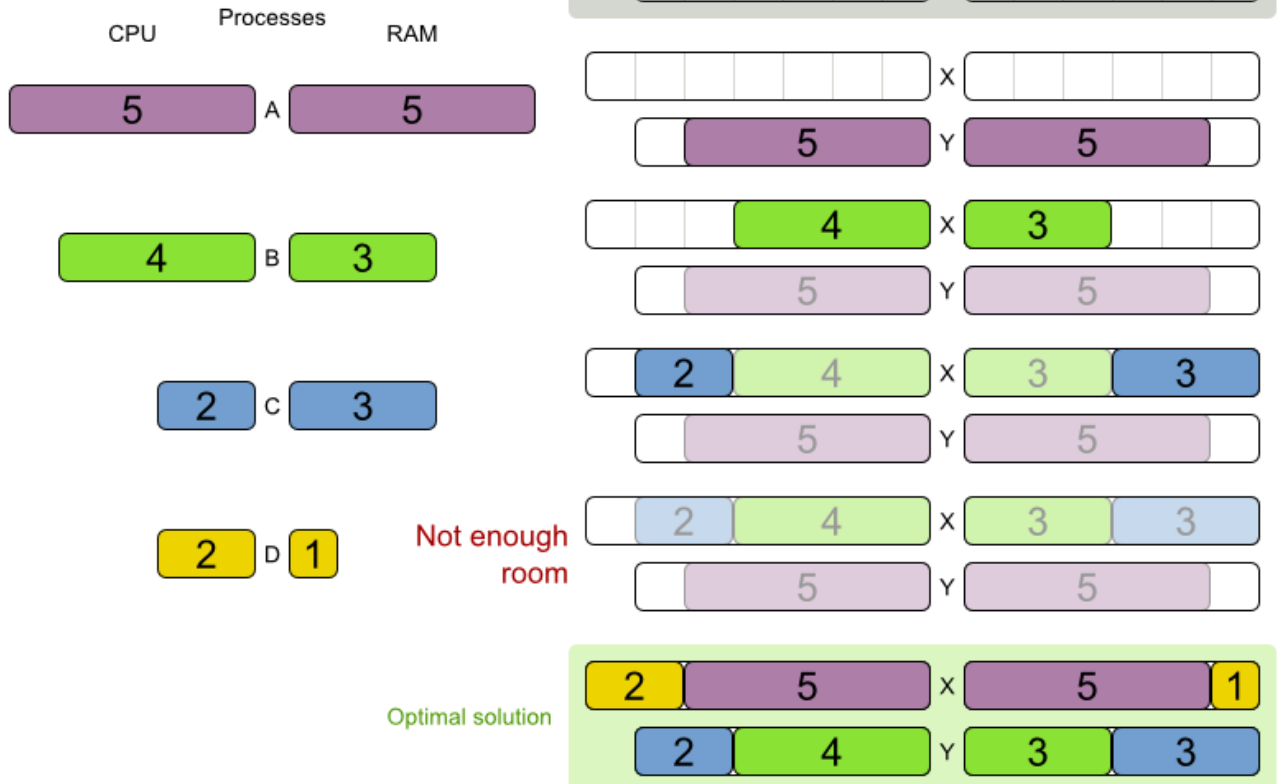 Processes
CPU RAM
X
5 A 5
5 Y 5
4 X 3
4 B 3
5 Y 5
2 4 X 3 3
2 C 3
5 Y 5
2 4 X 3 3
Not enough
room
2 D 1
5 Y 5
2 5 X 5 1
Optimal solution
2 4 Y 3 3